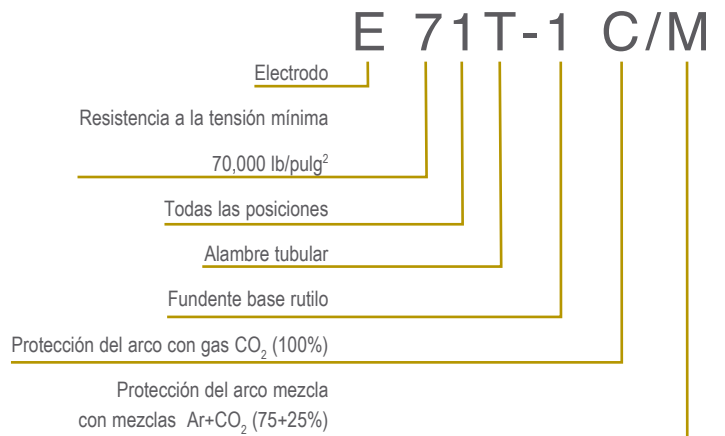 E 71T-1 C/M
Electrodo
Resistencia a la tensión mínima
70,000 lb/pulg²
Todas las posiciones
Alambre tubular
Fundente base rutilo
Protección del arco con gas CO₂ (100%)
Protección del arco mezcla
con mezclas Ar+CO₂ (75+25%)